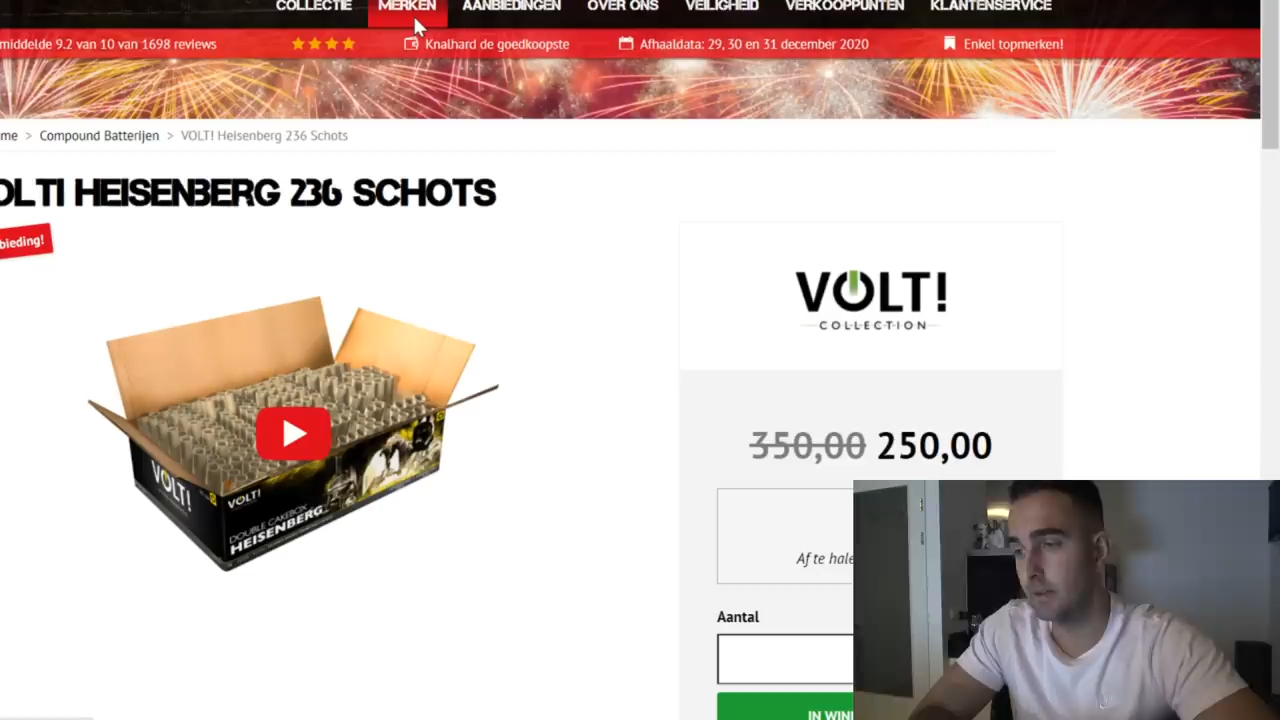 COLLECTIE MERKEN AANBIEDINGEN OVER ONS VEILIGHEID VERKOOPPUNTEN KLANTENSERVICE
middelde 9.2 van 10 van 1698 reviews Knalhard de goedkoopste Afhaaldata: 29, 30 en 31 december 2020 Enkel topmerken!
me > Compound Batterijen > VOLT! Heisenberg 236 Schots
OLT! HEISENBERG 236 SCHOTS
bieding!
VOLT!
COLLECTION
350,00 250,00
VOLT!
VOLT!
DOUBLE CAKEBOX
HEISENBERG
Af te hale
Aantal
IN WIN